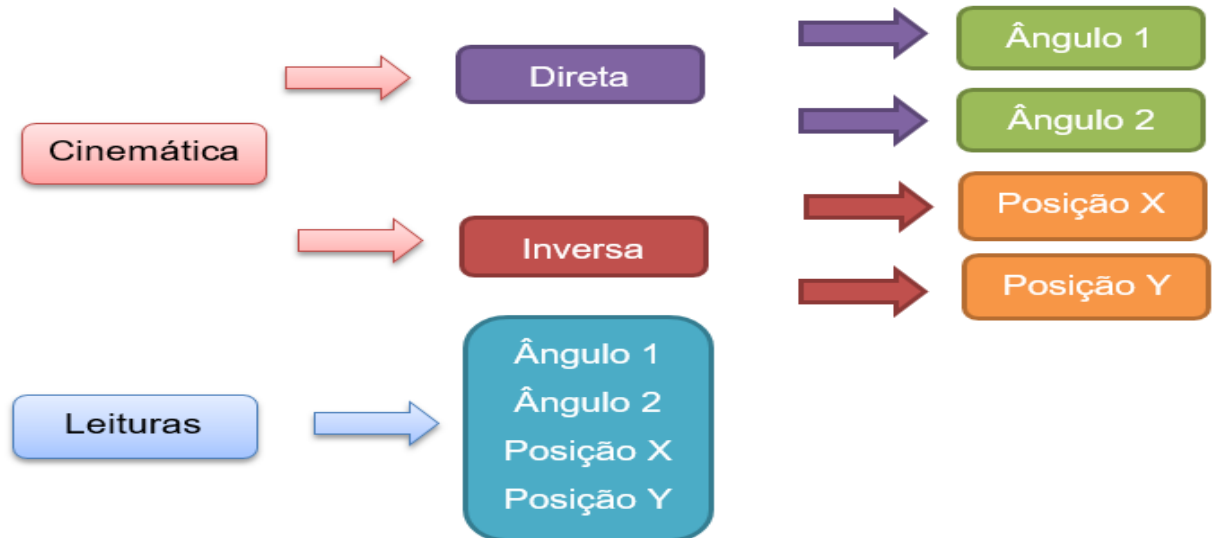 Cinemática
Direta
Ângulo 1
Ângulo 2
Inversa
Posição X
Posição Y
Leituras
Ângulo 1
Ângulo 2
Posição X
Posição Y